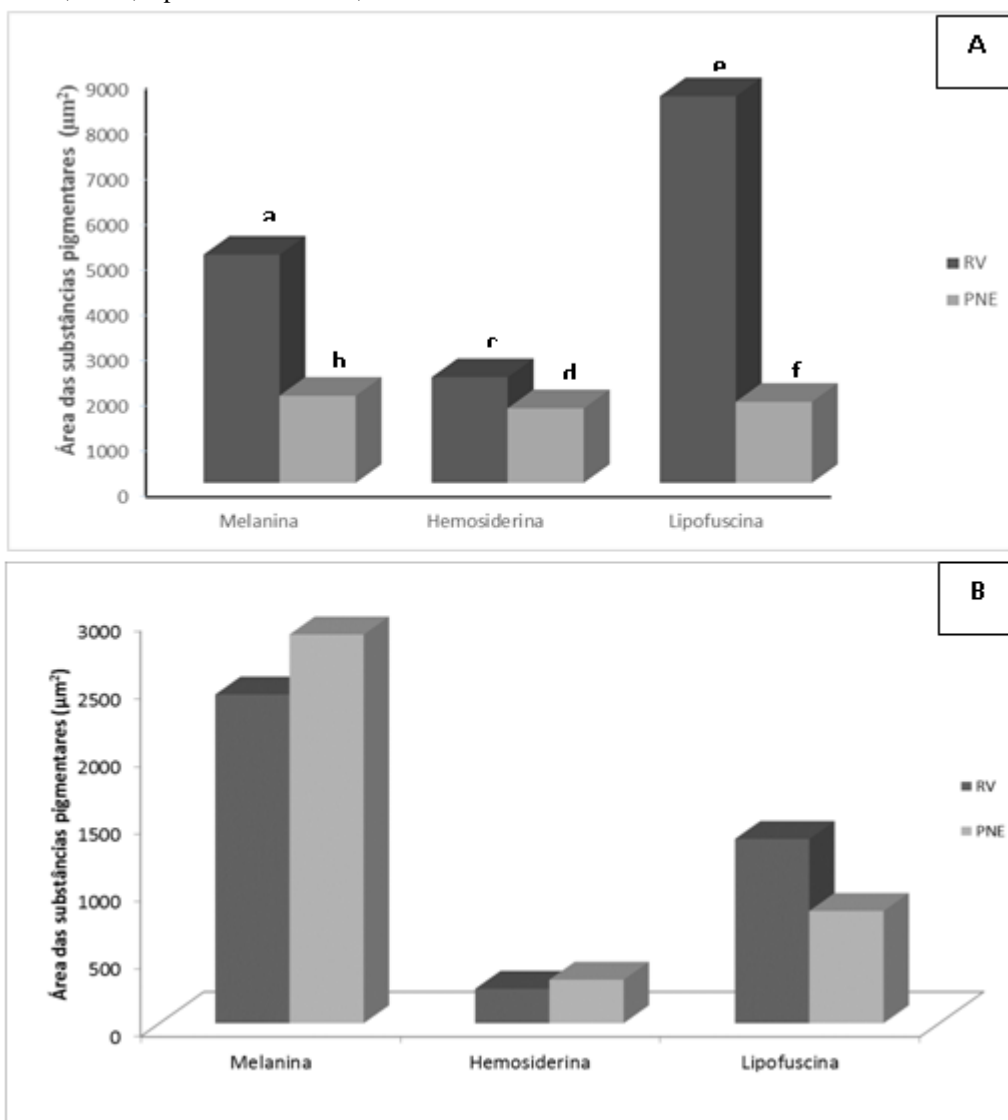 A
Área das substâncias pigmentares (µm²)
9000
8000
7000
6000
5000
4000
3000
2000
1000
0
a
h
c
d
e
f
Melanina
Hemosiderina
Lipofuscina
RV
PNE
B
Área das substâncias pigmentares (µm²)
3000
2500
2000
1500
1000
500
0
Melanina
Hemosiderina
Lipofuscina
RV
PNE